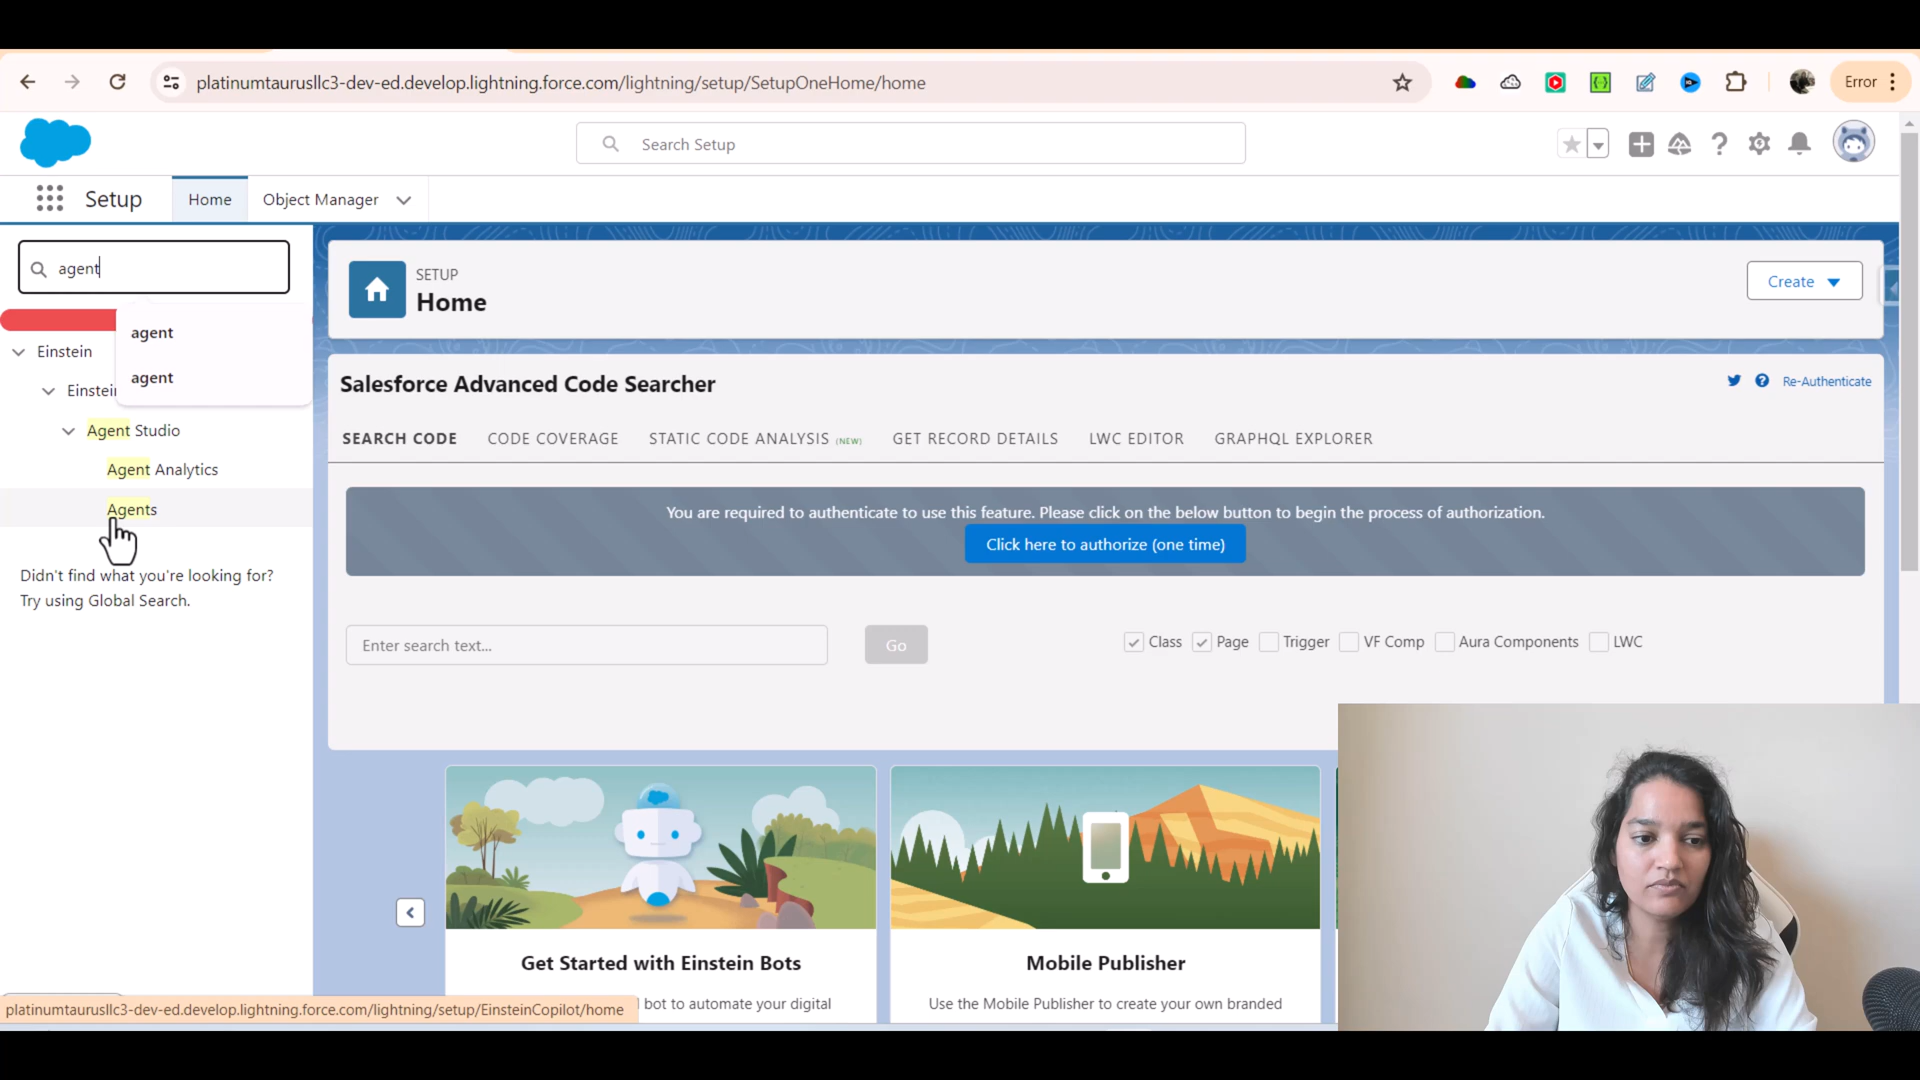 platinumtaurusllc3-dev-ed.develop.lightning.force.com/lightning/setup/SetupOneHome/home
Error
Search Setup
Setup
Home
Object Manager
agent
agent
agent
Einstein
Einstei
Agent Studio
Agent Analytics
Agents
Didn't find what you're looking for?
Try using Global Search.
SETUP
Home
Create
Salesforce Advanced Code Searcher
Re-Authenticate
SEARCH CODE
CODE COVERAGE
STATIC CODE ANALYSIS (NEW)
GET RECORD DETAILS
LWC EDITOR
GRAPHQL EXPLORER
You are required to authenticate to use this feature. Please click on the below button to begin the process of authorization.
Click here to authorize (one time)
Enter search text...
Go
Class
Page
Trigger
VF Comp
Aura Components
LWC
Get Started with Einstein Bots
bot to automate your digital
Mobile Publisher
Use the Mobile Publisher to create your own branded
platinumtaurusllc3-dev-ed.develop.lightning.force.com/lightning/setup/EinsteinCopilot/home